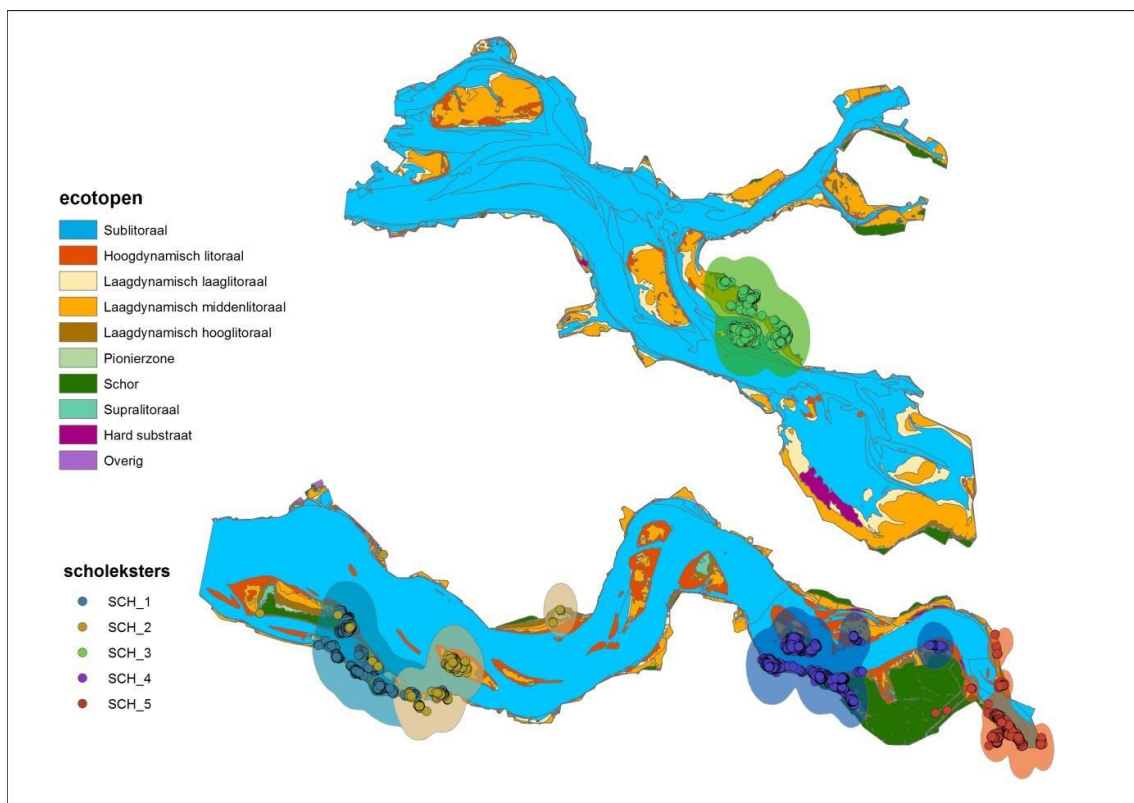 ecotopen
Sublitoraal
Hoogdynamisch litoraal
Laagdynamisch laaglitoraal
Laagdynamisch middenlitoraal
Laagdynamisch hooglitoraal
Pionierzone
Schor
Supralitoraal
Hard substraat
Overig
scholeksters
SCH_1
SCH_2
SCH_3
SCH_4
SCH_5